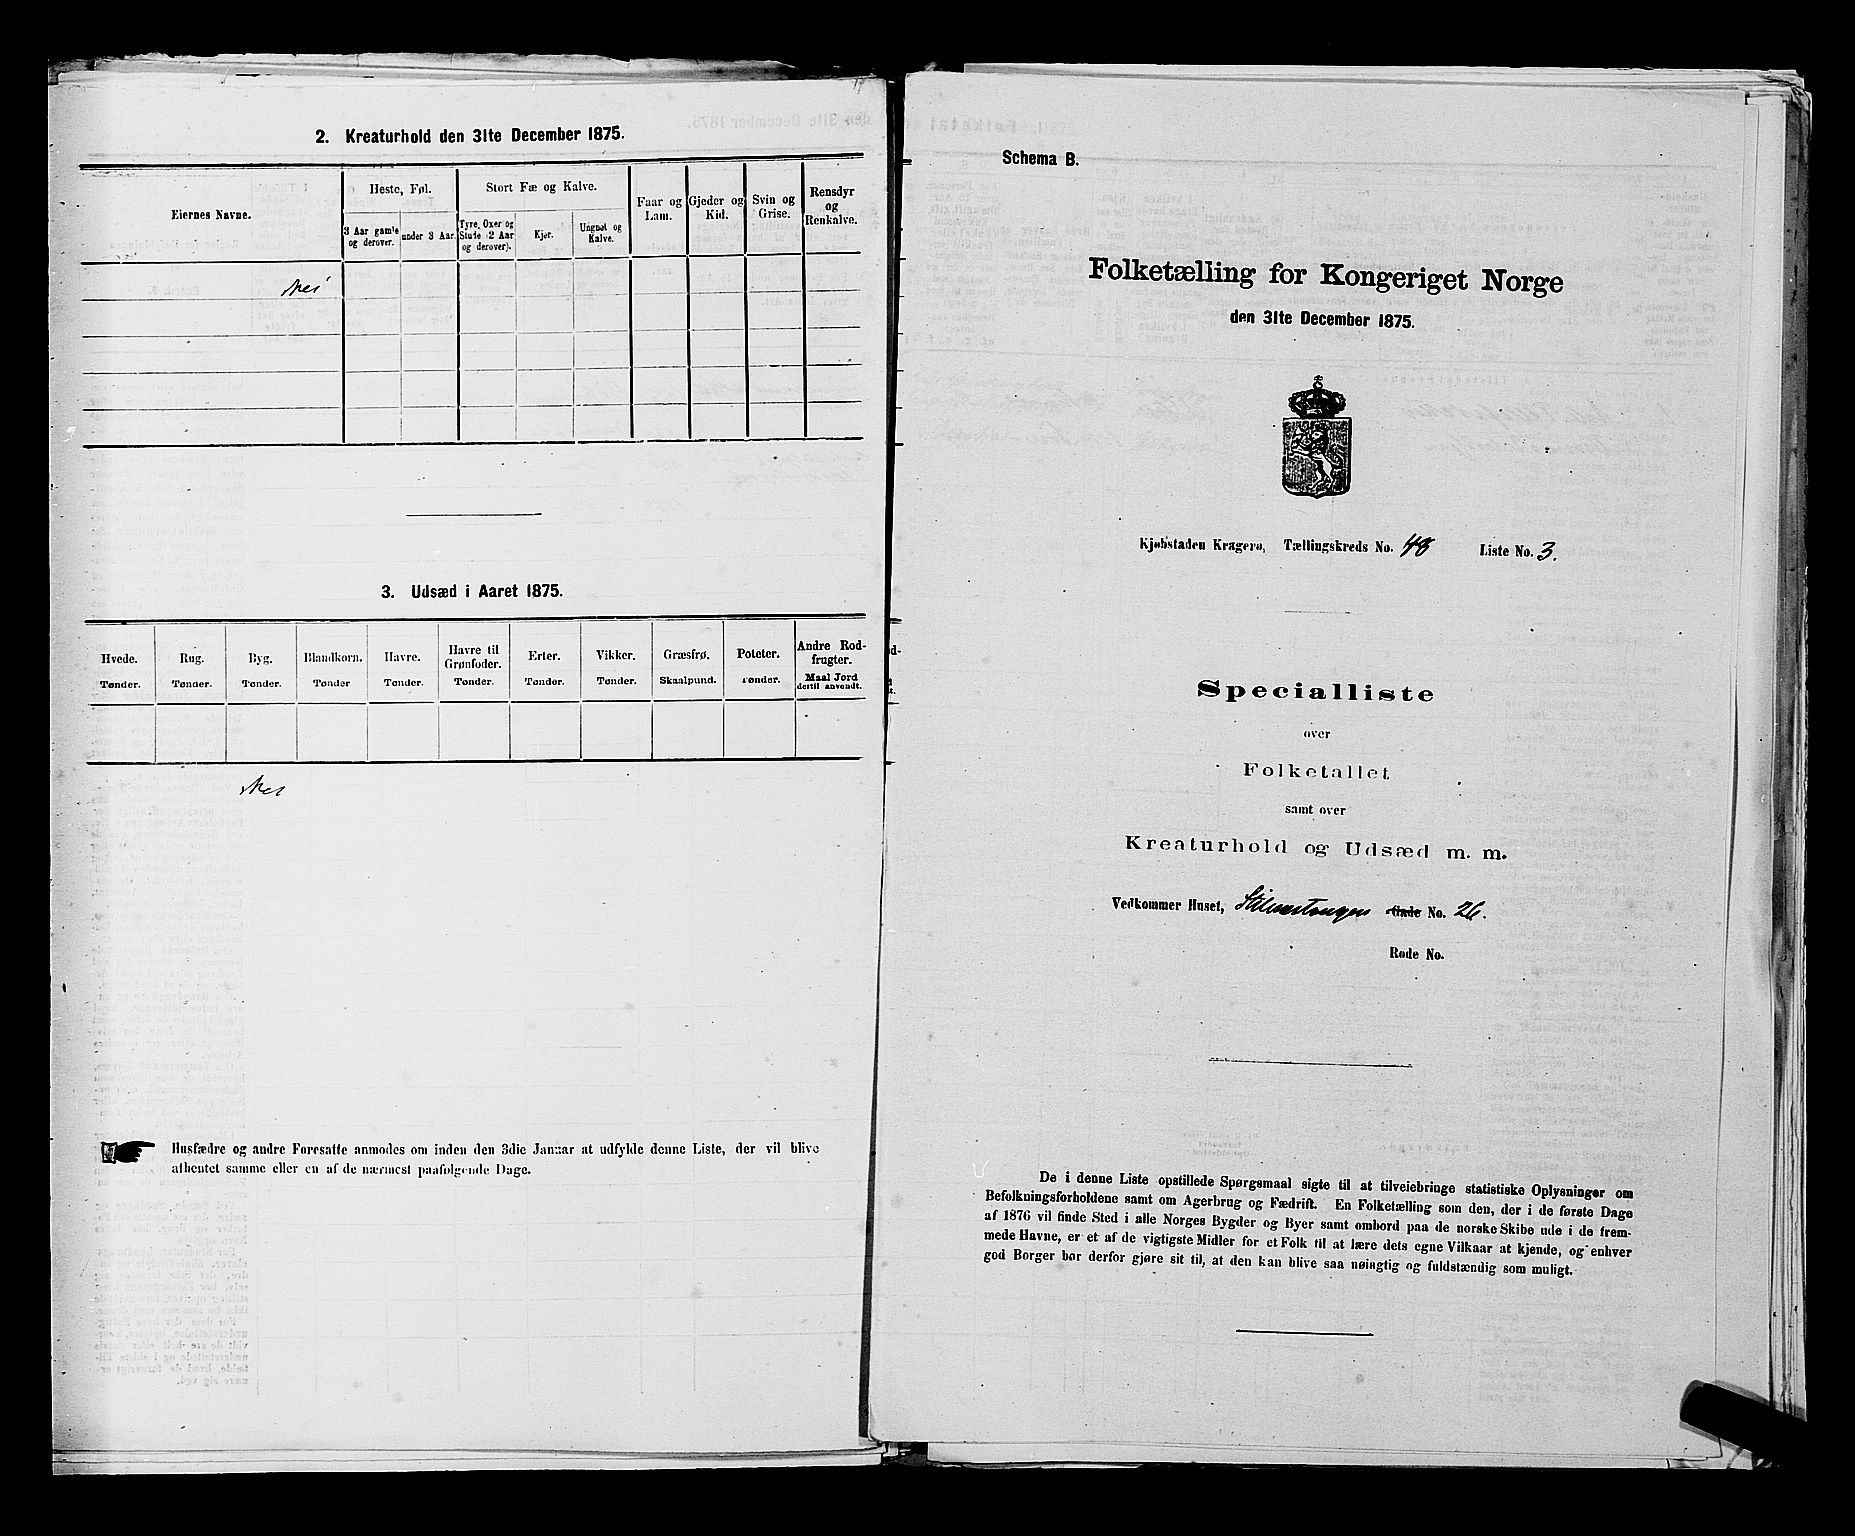 2. Kreaturhold den 31te December 1875.
Eiernes Navne.
Heste, Føl.
3 Aar gamle og derover.
under 3 Aar.
Stort Fæ og Kalve.
Tyre, Oxer og Stude (2 Aar og derover).
Kjør.
Ungnøt og Kalve.
Faar og Lam.
Gjeder og Kid.
Svin og Grise.
Rensdyr og Renkalve.
Nei
3. Udsæd i Aaret 1875.
Hvede. Tønder.
Rug. Tønder.
Byg. Tønder.
Blandkorn. Tønder
Havre. Tønder.
Havre til Grønfoder. Tønder.
Erter. Tønder.
Vikker. Tønder.
Græsfrø. Skaalpund.
Poteter. Tønder.
Andre Rodfrugter. Maal Jord dertil anvendt.
Nei
Husfædre og andre Foresatte anmodes om inden den 3die Januar at udfylde denne Liste, der vil blive
afhentet samme eller en af de nærmest paafølgende Dage.
Schema B.
Folketælling for Kongeriget Norge
den 31te December 1875.
Kjøbstaden Kragerø, Tællingskreds No. 48 Liste No. 3.
Specialliste
over
Folketallet
samt over
Kreaturhold og Udsæd m. m.
Vedkommer Huset, Gade No. 26.
Rode No.
De i denne Liste opstillede Spørgsmaal sigte til at tilveiebringe statistiske Oplysninger om
Befolkningsforholdene samt om Agerbrug og Fædrift. En Folketælling som den, der i de første Dage
af 1876 vil finde Sted i alle Norges Bygder og Byer samt ombord paa de norske Skibe ude i de frem-
mede Havne, er et af de vigtigste Midler for et Folk til at lære dets egne Vilkaar at kjende, og enhver
god Borger bør derfor gjøre sit til, at den kan blive saa nøiagtig og fuldstændig som muligt.